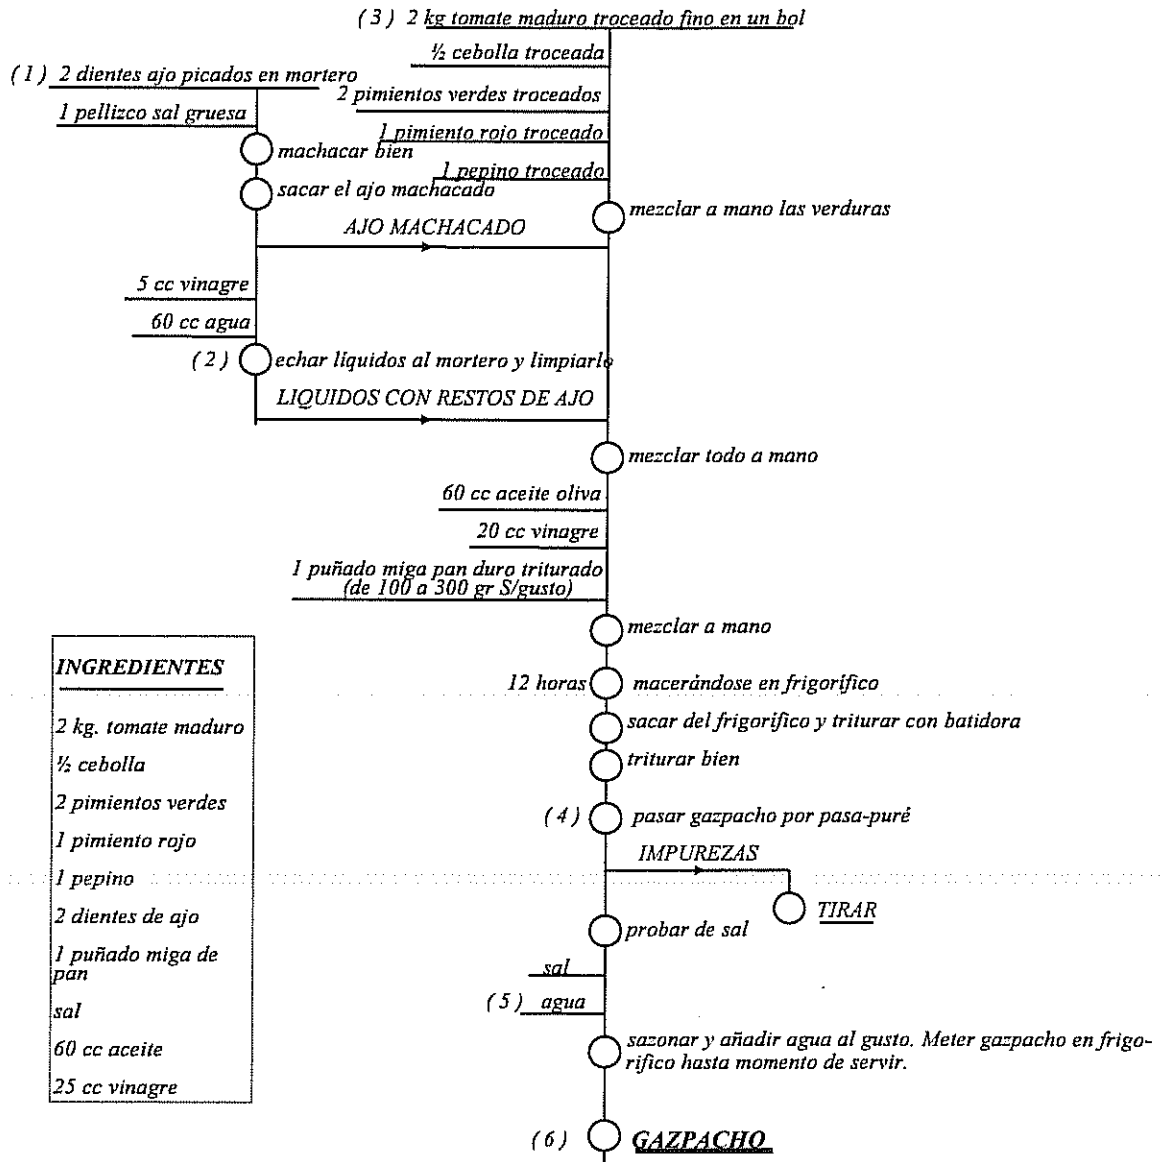 ( 3 ) 2 kg tomate maduro troceado fino en un bol
½ cebolla troceada
( 1 ) 2 dientes ajo picados en mortero
2 pimientos verdes troceados
1 pellizco sal gruesa
1 pimiento rojo troceado
machacar bien
1 pepino troceado
sacar el ajo machacado
mezclar a mano las verduras
AJO MACHACADO
5 cc vinagre
60 cc agua
( 2 ) echar líquidos al mortero y limpiarlo
LIQUIDOS CON RESTOS DE AJO
mezclar todo a mano
60 cc aceite oliva
20 cc vinagre
1 puñado miga pan duro triturado
(de 100 a 300 gr S/gusto)
mezclar a mano
12 horas macerándose en frigorífico
sacar del frigorífico y triturar con batidora
triturar bien
( 4 ) pasar gazpacho por pasa-puré
IMPUREZAS
TIRAR
probar de sal
sal
( 5 ) agua
sazonar y añadir agua al gusto. Meter gazpacho en frigo-
rifico hasta momento de servir.
( 6 ) GAZPACHO
INGREDIENTES
2 kg. tomate maduro
½ cebolla
2 pimientos verdes
1 pimiento rojo
1 pepino
2 dientes de ajo
1 puñado miga de
pan
sal
60 cc aceite
25 cc vinagre